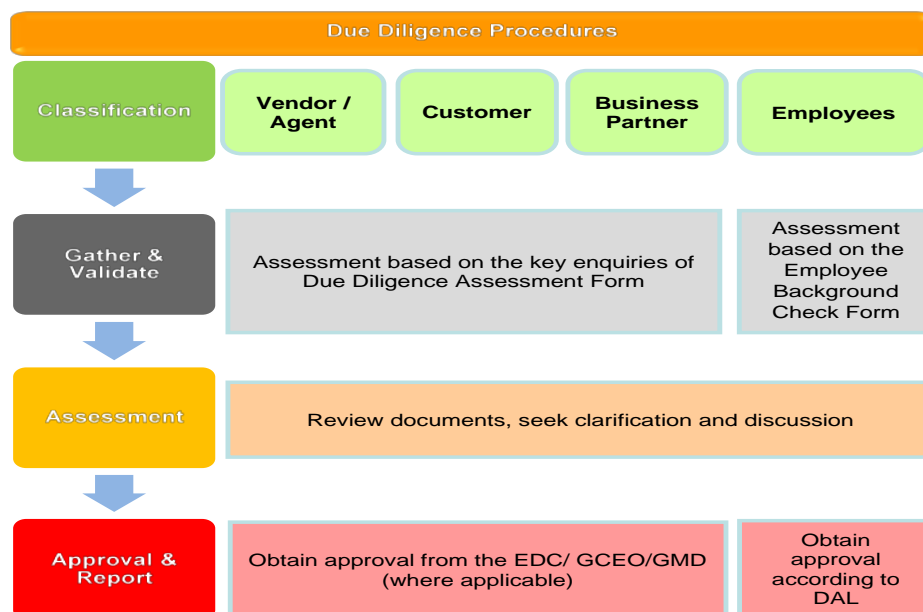 Due Diligence Procedures
Classification
Vendor /
Agent
Customer
Business
Partner
Employees
Gather &
Validate
Assessment based on the key enquiries of
Due Diligence Assessment Form
Assessment
based on the
Employee
Background
Check Form
Assessment
Review documents, seek clarification and discussion
Approval &
Report
Obtain approval from the EDC/ GCEO/GMD
(where applicable)
Obtain
approval
according to
DAL